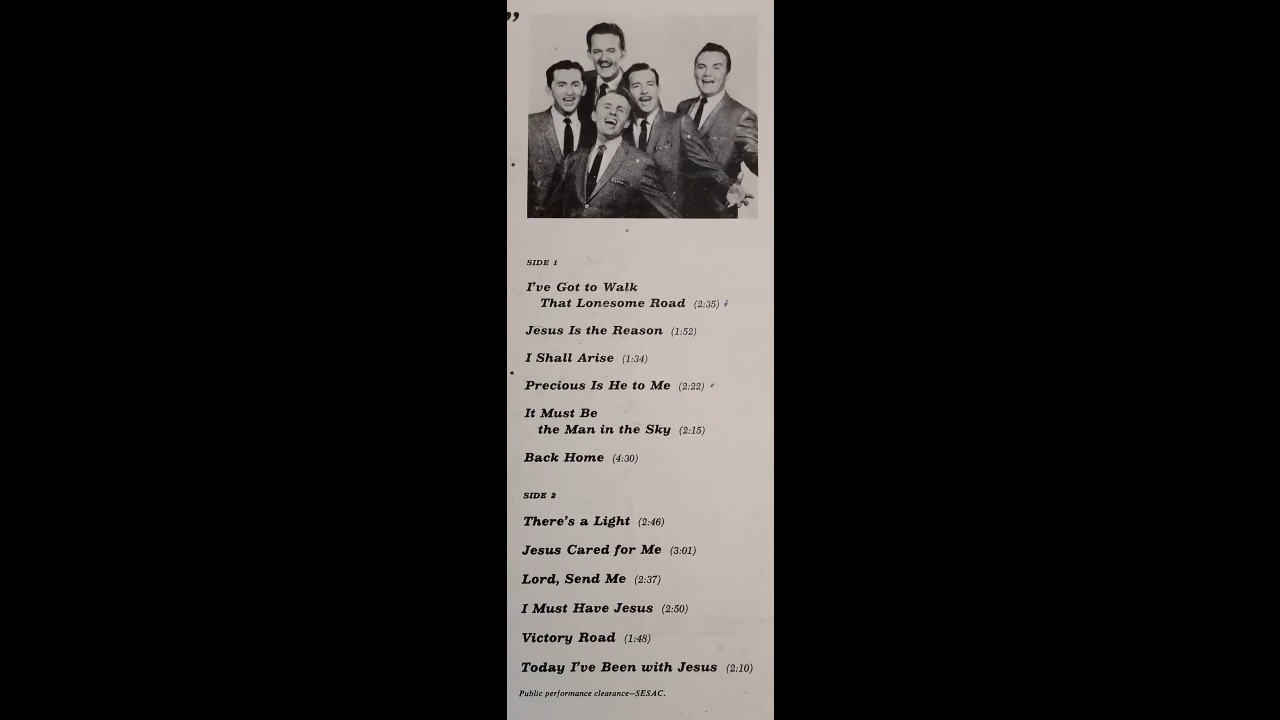 ”
SIDE 1
I've Got to Walk
That Lonesome Road (2:35)
Jesus Is the Reason (1:52)
I Shall Arise (1:34)
Precious Is He to Me (2:22)
It Must Be
the Man in the Sky (2:15)
Back Home (4:30)
SIDE 2
There's a Light (2:46)
Jesus Cared for Me (3:01)
Lord, Send Me (2:37)
I Must Have Jesus (2:50)
Victory Road (1:48)
Today I've Been with Jesus (2:10)
Public performance clearance—SESAC.